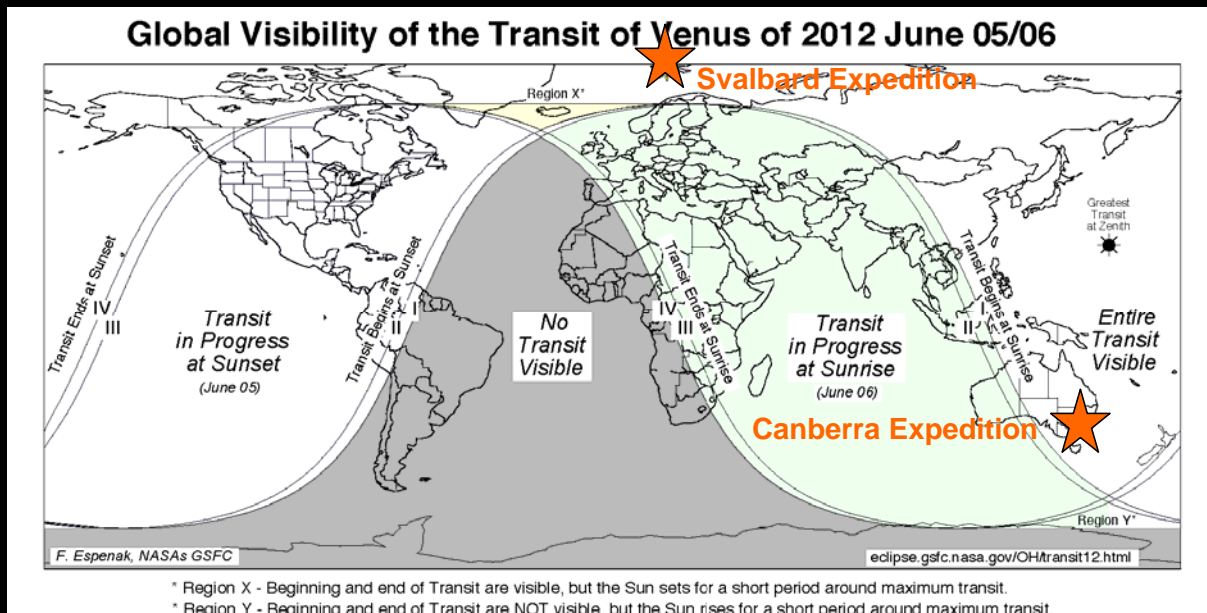 Global Visibility of the Transit of Venus of 2012 June 05/06
Svalbard Expedition
Region X*
Greatest
Transit
at Zenith
Transit Ends at Sunset
IV
III
Transit
in Progress
at Sunset
(June 05)
Transit Begins at Sunset
I
II
No
Transit
Visible
IV
III
Transit Ends at Sunrise
Transit
in Progress
at Sunrise
(June 06)
Transit Begins at Sunrise
I
II
Entire
Transit
Visible
Canberra Expedition
Region Y*
F. Espenak, NASAs GSFC
eclipse.gsfc.nasa.gov/OH/transit12.html
* Region X - Beginning and end of Transit are visible, but the Sun sets for a short period around maximum transit.
* Region Y - Beginning and end of Transit are NOT visible, but the Sun rises for a short period around maximum transit